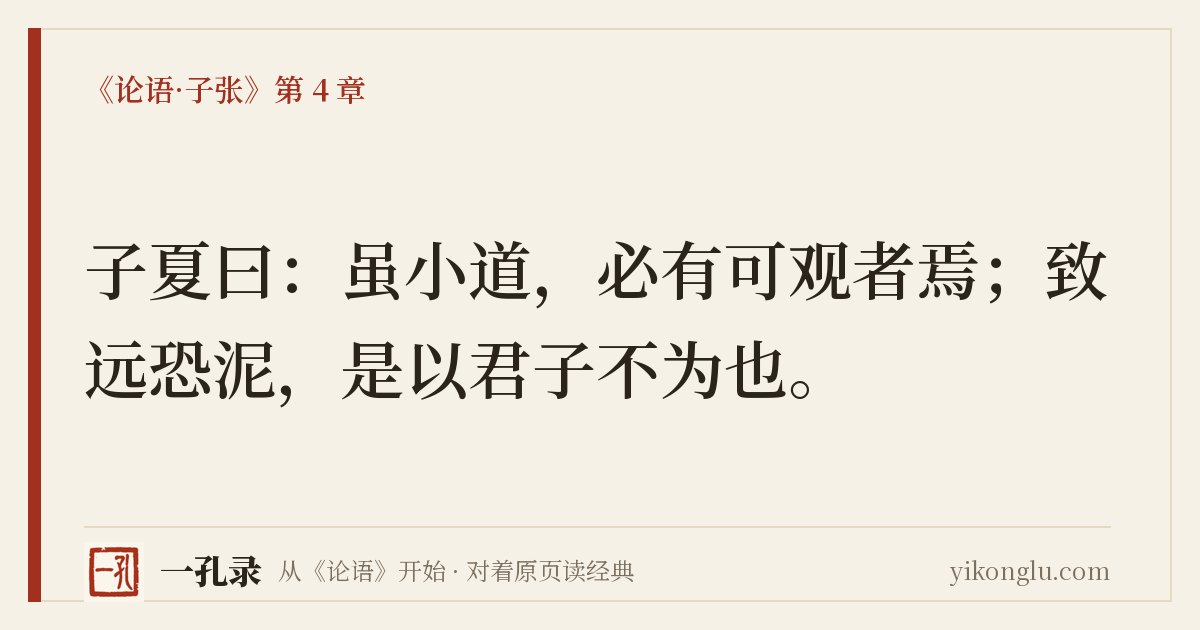 《论语·子张》第 4 章
子夏曰：虽小道，必有可观者焉；致
远恐泥，是以君子不为也。
一孔
一孔录 从《论语》开始 · 对着原页读经典 yikonglu.com